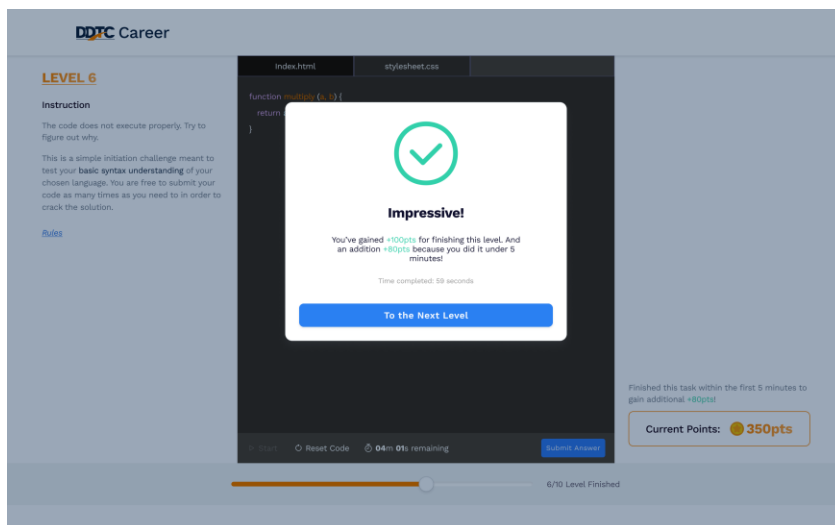 DDTC Career
LEVEL 6
Instruction
The code does not execute properly. Try to
figure out why.
This is a simple initiation challenge meant to
test your basic syntax understanding of your
chosen language. You are free to submit your
code as many times as you need to in order to
crack the solution.
Rules
Index.html
stylesheet.css
function multiply (a, b) {
return
}
Impressive!
You've gained +100pts for finishing this level. And
an addition +80pts because you did it under 5
minutes!
Time completed: 59 seconds
To the Next Level
Start
Reset Code
04m 01s remaining
Submit Answer
Finished this task within the first 5 minutes to
gain additional +80pts!
Current Points: 350pts
6/10 Level Finished